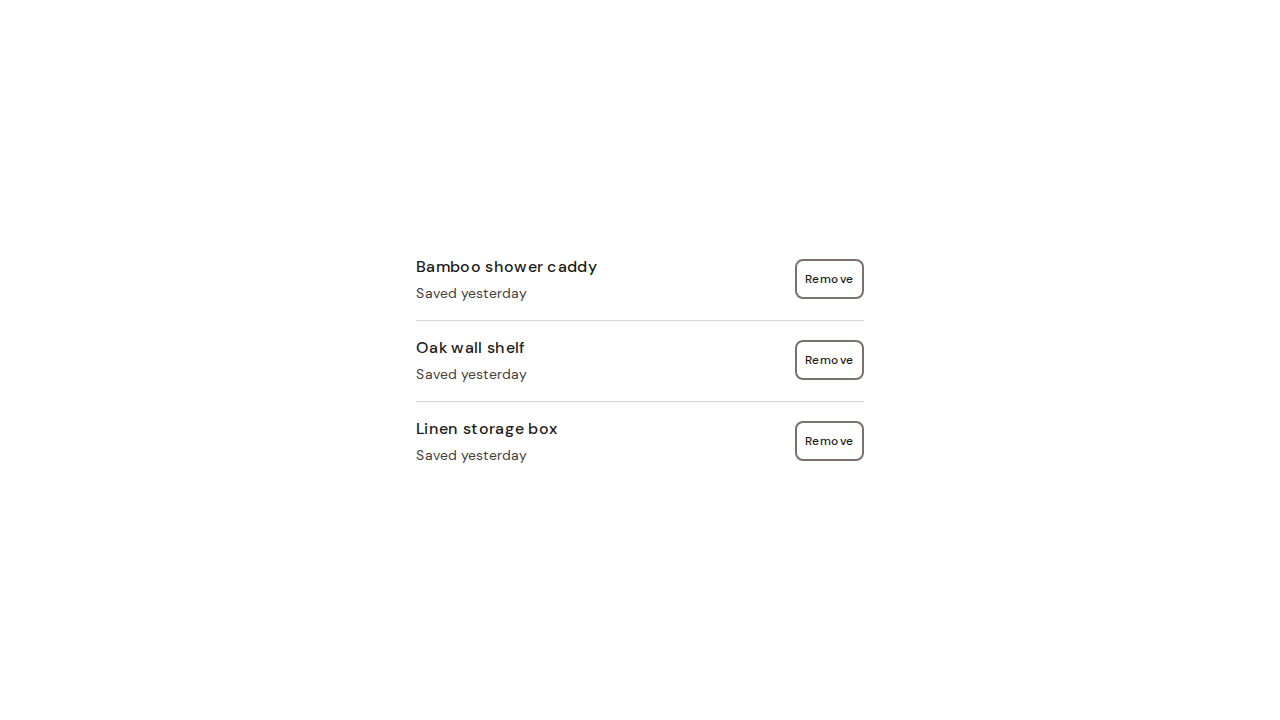 Bamboo shower caddy
Saved yesterday
Remove
Oak wall shelf
Saved yesterday
Remove
Linen storage box
Saved yesterday
Remove